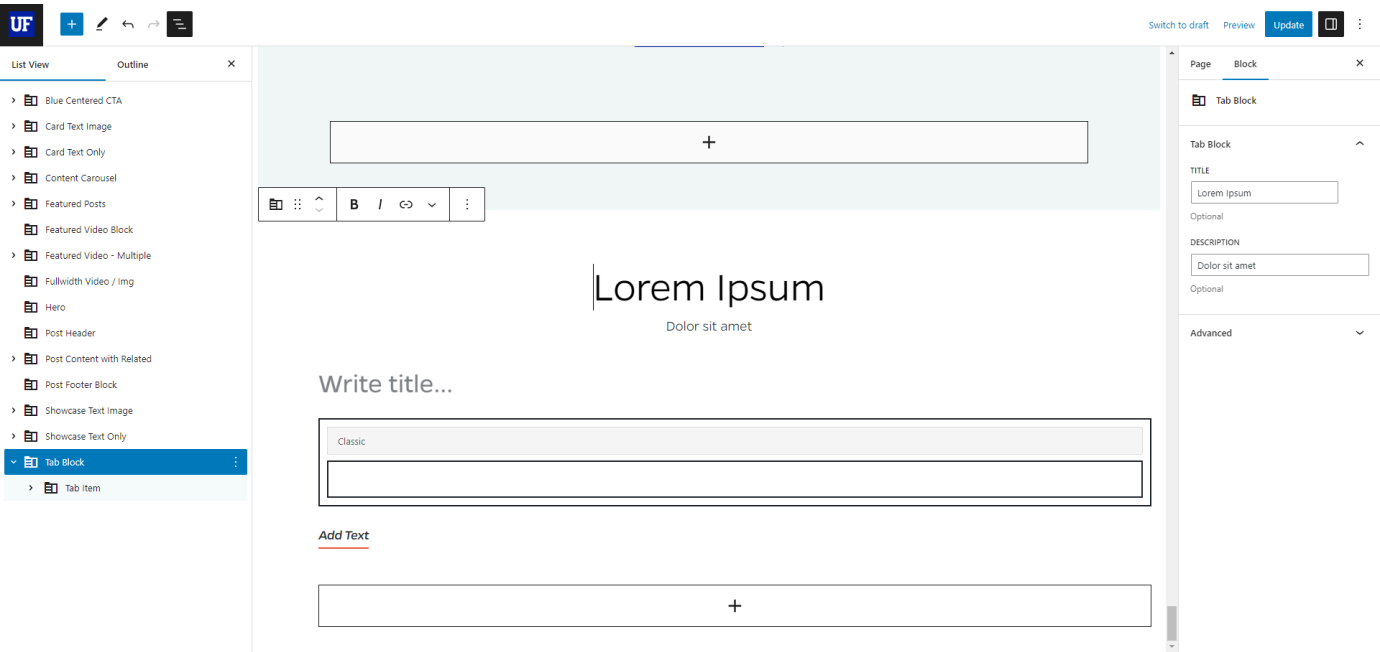 UF
Switch to draft
Preview
Update
List View
Outline
Blue Centered CTA
Card Text Image
Card Text Only
Content Carousel
Featured Posts
Featured Video Block
Featured Video - Multiple
Fullwidth Video / Img
Hero
Post Header
Post Content with Related
Post Footer Block
Showcase Text Image
Showcase Text Only
Tab Block
Tab Item
B I
Lorem Ipsum
Dolor sit amet
Write title...
Classic
Add Text
Page
Block
Tab Block
Tab Block
TITLE
Lorem Ipsum
Optional
DESCRIPTION
Dolor sit amet
Optional
Advanced